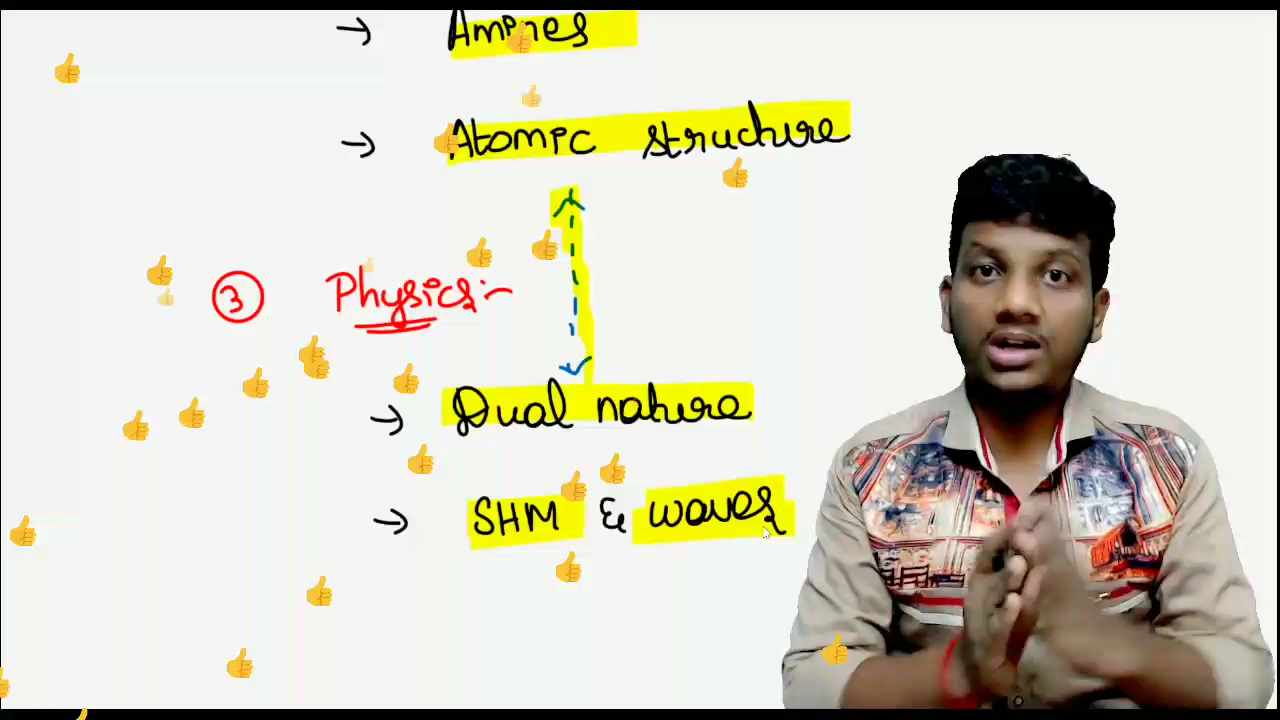 → Amines
→ Atomic structure
③ Physics:-
→ Dual nature
→ SHM & waves